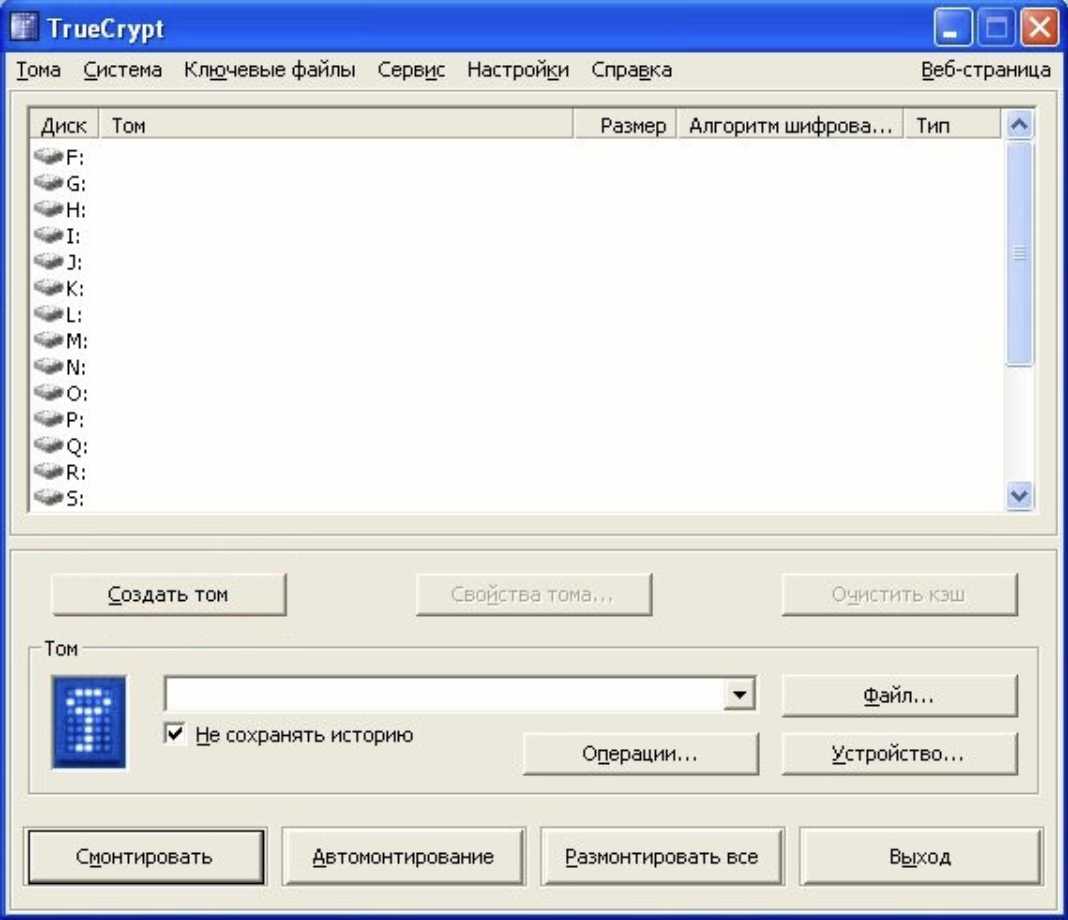 TrueCrypt
Тома Система Ключевые файлы Сервис Настройки Справка Веб-страница
Диск Том Размер Алгоритм шифрова... Тип
F:
G:
H:
I:
J:
K:
L:
M:
N:
O:
P:
Q:
R:
S:
Создать том Свойства тома... Очистить кэш
Том
Файл...
Не сохранять историю
Операции... Устройство...
Смонтировать Автомонтирование Размонтировать все Выход